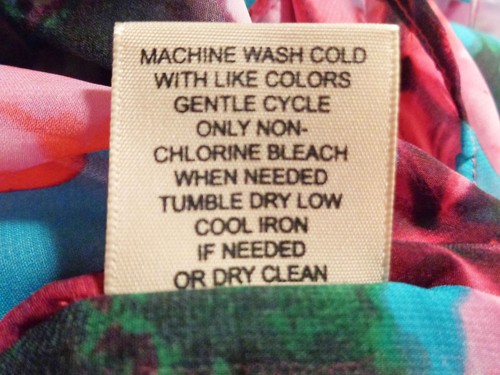 MACHINE WASH COLD
WITH LIKE COLORS
GENTLE CYCLE
ONLY NON-
CHLORINE BLEACH
WHEN NEEDED
TUMBLE DRY LOW
COOL IRON
IF NEEDED
OR DRY CLEAN